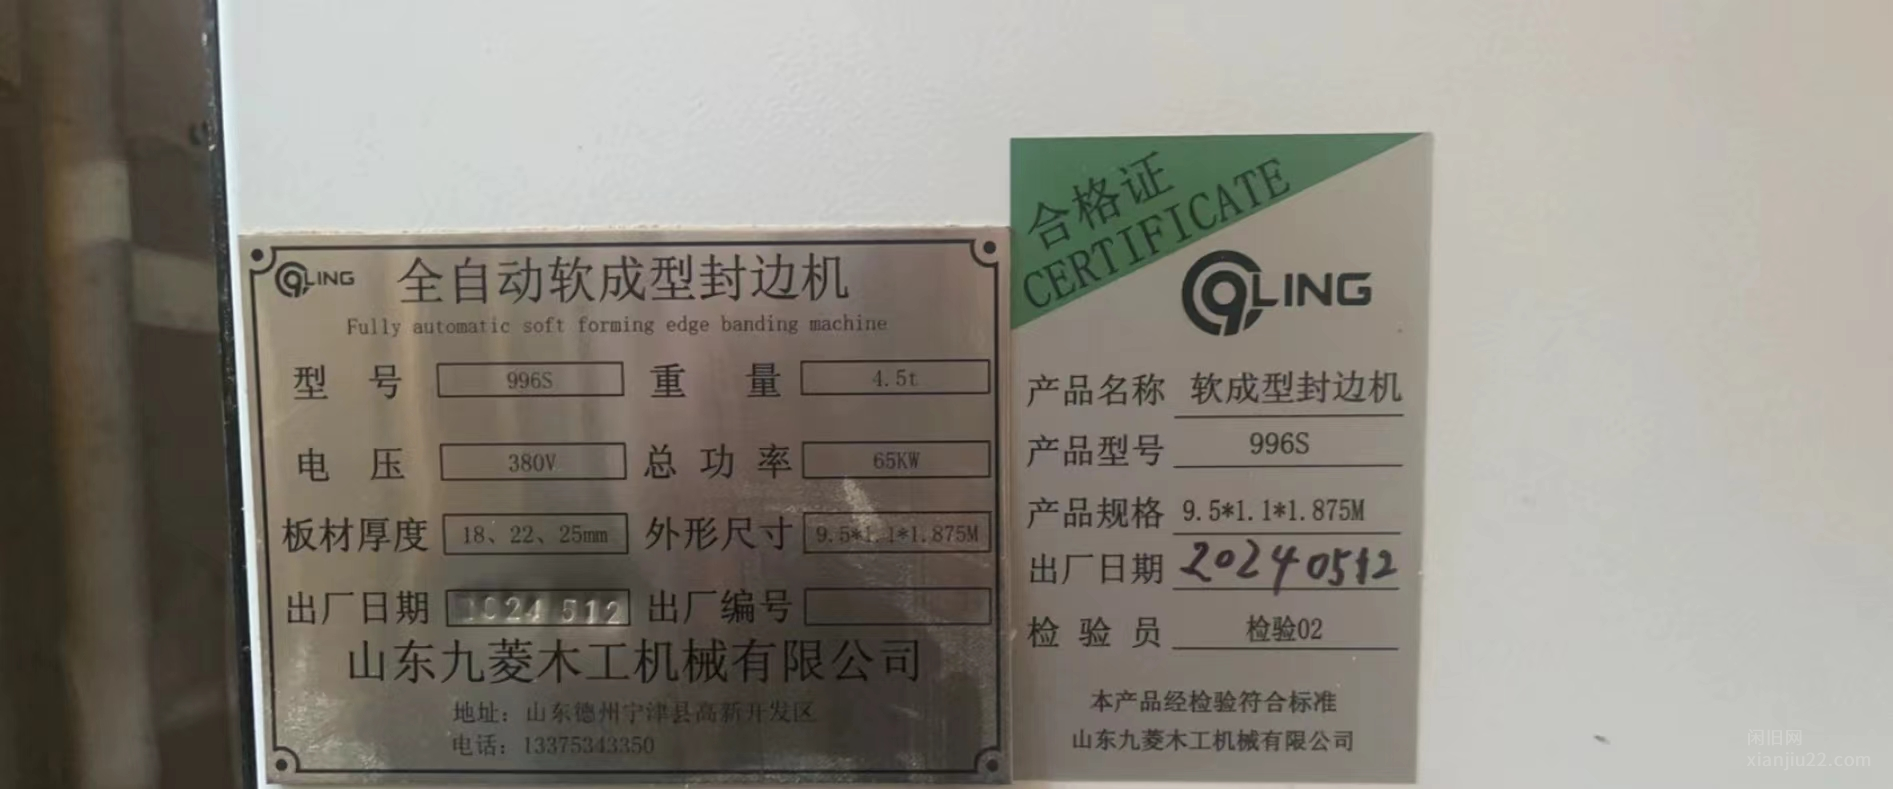 9LING 全自动软成型封边机
Fully automatic soft forming edge banding machine
型号 996S 重量 4.5t
电压 380V 总功率 65KW
板材厚度 18、22、25mm 外形尺寸 9.5*1.1*1.875M
出厂日期 2024 512 出厂编号
山东九菱木工机械有限公司
地址：山东德州宁津县高新开发区
电话：13375343350
合格证
CERTIFICATE
9LING
产品名称 软成型封边机
产品型号 996S
产品规格 9.5*1.1*1.875M
出厂日期 20240512
检验员 检验02
本产品经检验符合标准
山东九菱木工机械有限公司
闲旧网
xianjiu22.com